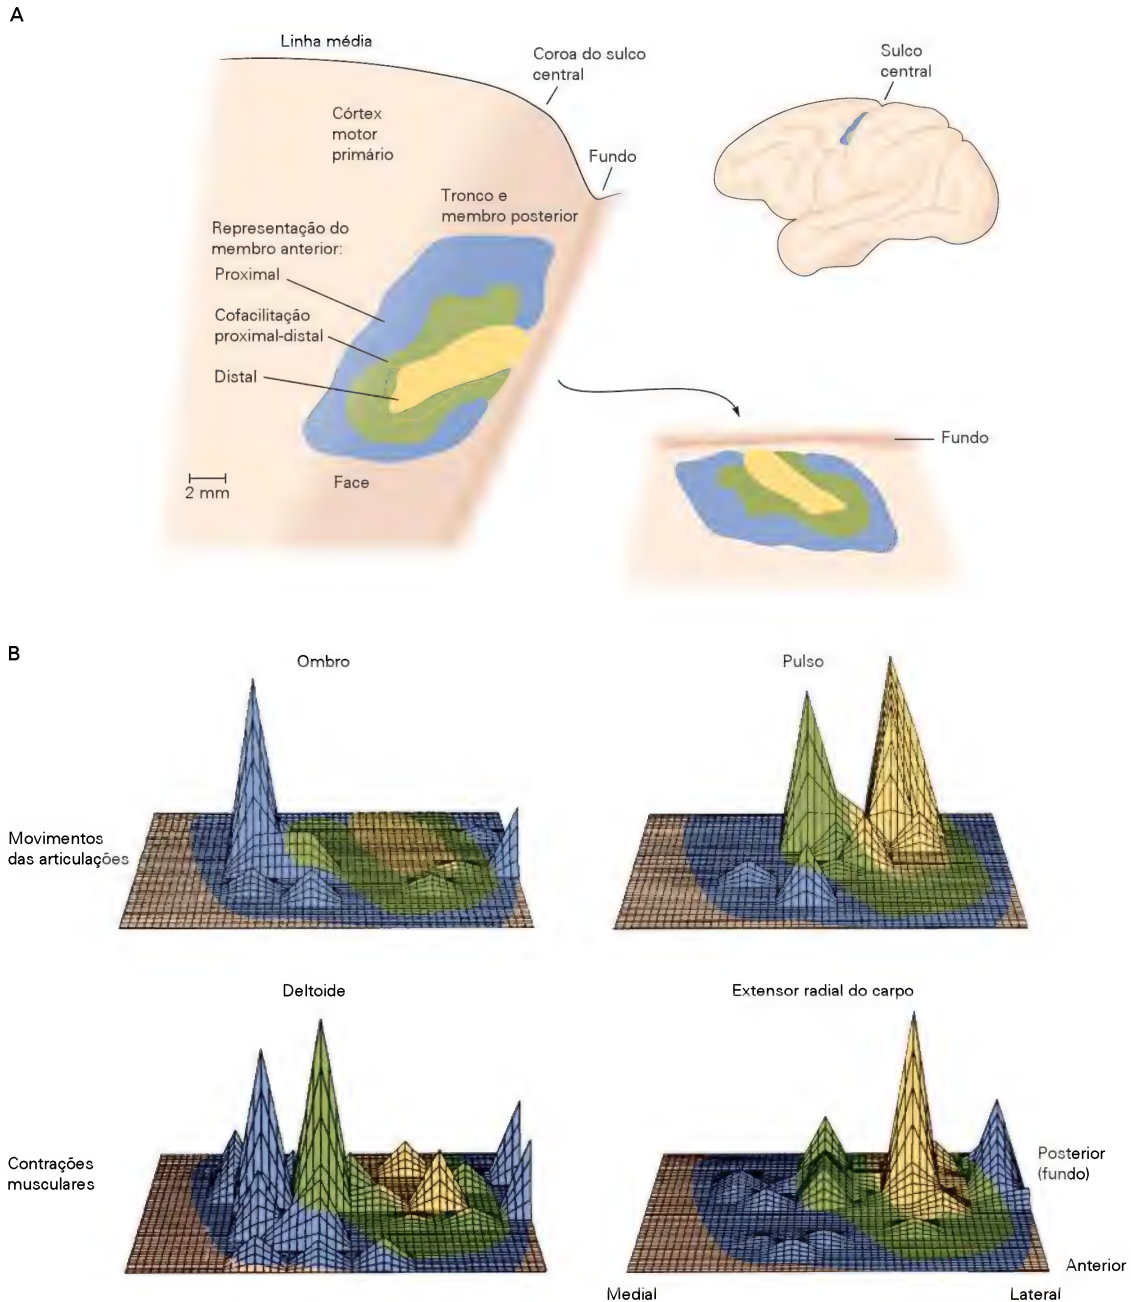 A
Linha média
Coroa do sulco
central
Sulco
central
Córtex
motor
primário
Fundo
Tronco e
membro posterior
Representação do
membro anterior:
Proximal
Cofacilitação
proximal-distal
Distal
Fundo
2 mm
Face
B
Ombro
Pulso
Movimentos
das articulações
Deltoide
Extensor radial do carpo
Contrações
musculares
Posterior
(fundo)
Anterior
Medial
Lateral